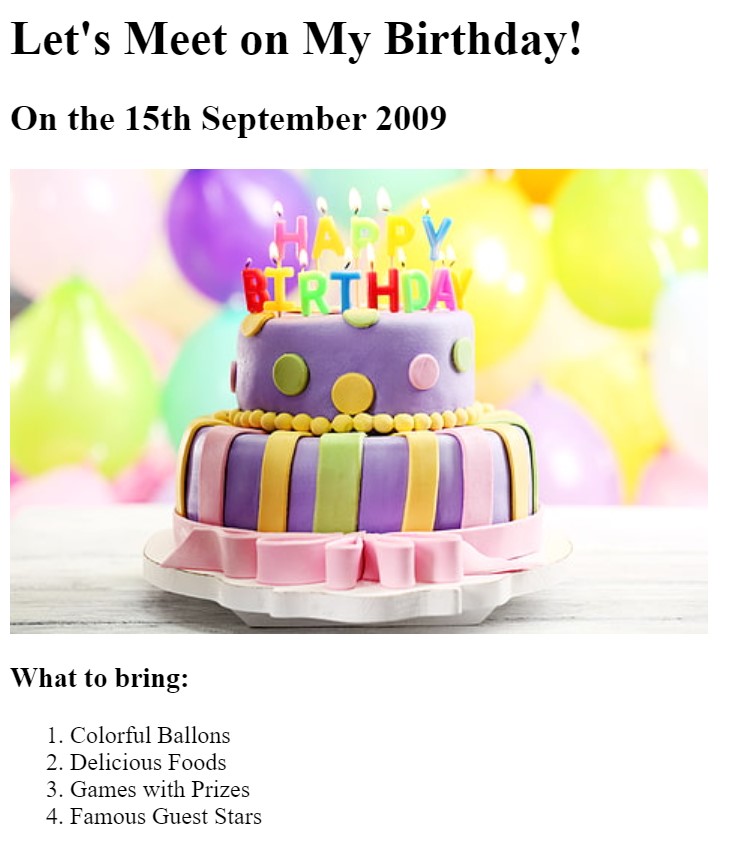 Let's Meet on My Birthday!
On the 15th September 2009
HAPPY
BIRTHDAY
What to bring:
1. Colorful Ballons
2. Delicious Foods
3. Games with Prizes
4. Famous Guest Stars